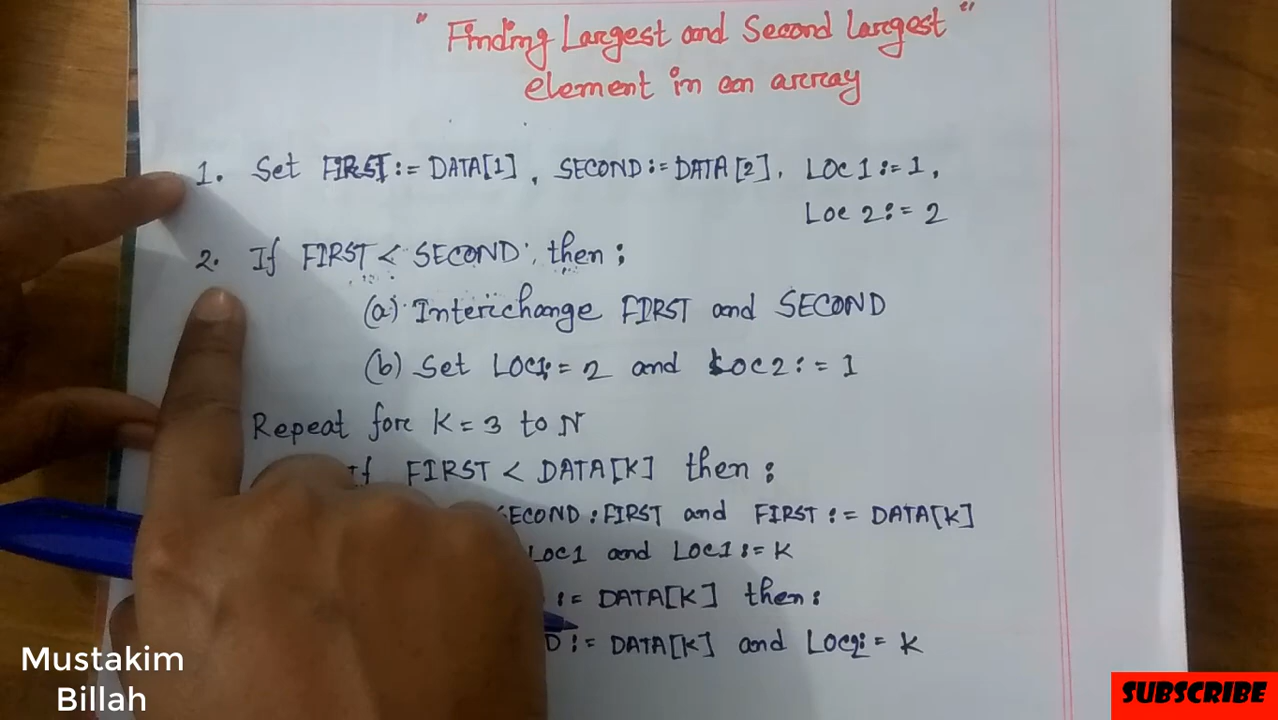 " Finding Largest and Second largest "
element in an array
1. Set FIRST := DATA[1], SECOND := DATA[2], LOC1 := 1,
LOC 2 := 2
2. If FIRST < SECOND, then :
(a) Interchange FIRST and SECOND
(b) Set LOC1 := 2 and LOC2 := 1
Repeat for K = 3 to N
If FIRST < DATA[K] then :
SECOND : FIRST and FIRST := DATA[K]
LOC1 and LOC1 := K
:= DATA[K] then :
D := DATA[K] and LOC2 := K
Mustakim
Billah
SUBSCRIBE